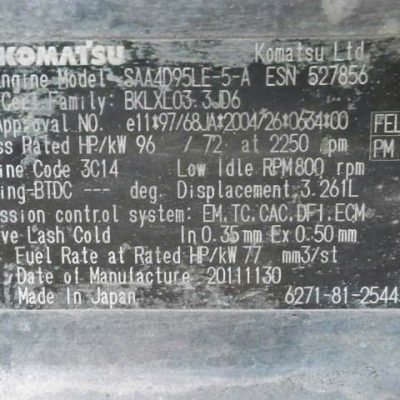 KOMATSU Komatsu Ltd.
ngine Model SAA4D95LE-5-A ESN 527856
Cert Family: BKLXL03.3JD6
Approval NO. e11*97/68JA*2004/26*0634*00
ss Rated HP/kW 96 / 72 at 2250 rpm
FEL
PM
ine Code 3C14 Low Idle RPM 800 rpm
ing-BTDC --- deg. Displacement 3.261L
ission control system: EM,TC,CAC,DFI,ECM
ve Lash Cold In 0.35 mm Ex 0.50 mm
Fuel Rate at Rated HP/kW 77 mm3/st
Date of Manufacture 20111130
Made In Japan 6271-81-2544